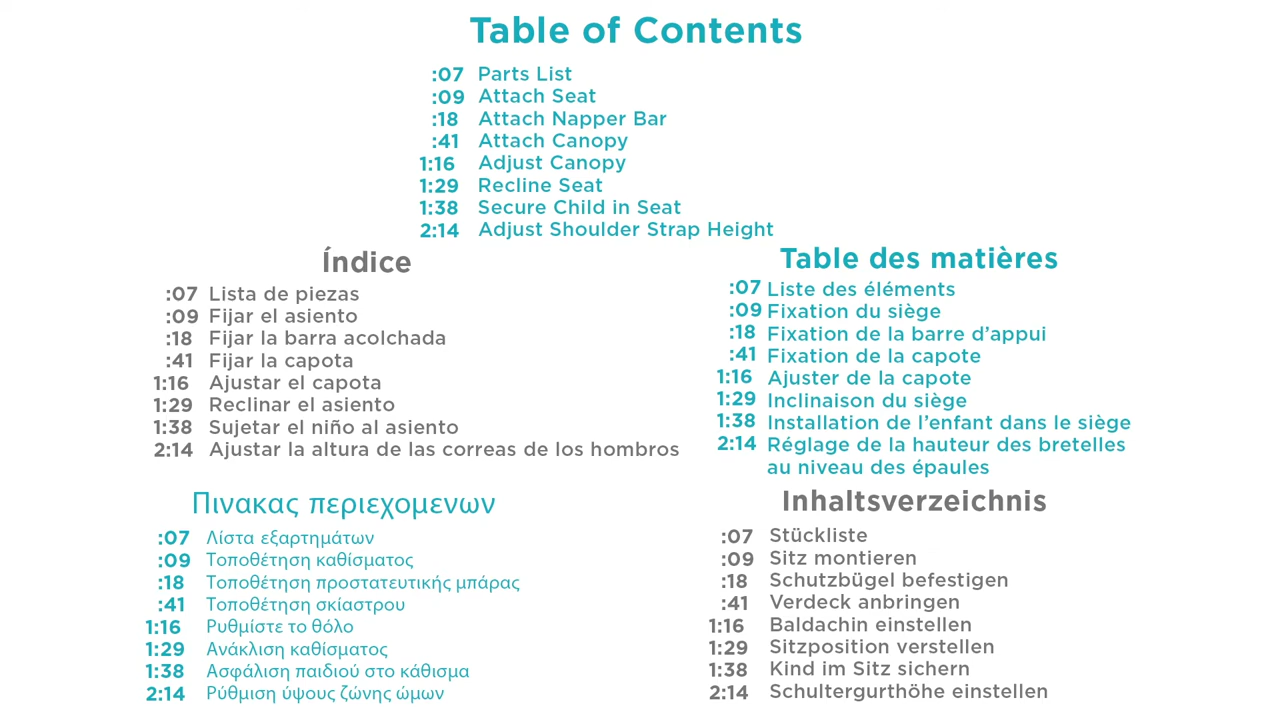 Table of Contents
:07 Parts List
:09 Attach Seat
:18 Attach Napper Bar
:41 Attach Canopy
1:16 Adjust Canopy
1:29 Recline Seat
1:38 Secure Child in Seat
2:14 Adjust Shoulder Strap Height
Índice
:07 Lista de piezas
:09 Fijar el asiento
:18 Fijar la barra acolchada
:41 Fijar la capota
1:16 Ajustar el capota
1:29 Reclinar el asiento
1:38 Sujetar el niño al asiento
2:14 Ajustar la altura de las correas de los hombros
Table des matières
:07 Liste des éléments
:09 Fixation du siège
:18 Fixation de la barre d’appui
:41 Fixation de la capote
1:16 Ajuster de la capote
1:29 Inclinaison du siège
1:38 Installation de l’enfant dans le siège
2:14 Réglage de la hauteur des bretelles
au niveau des épaules
Πινακας περιεχομενων
:07 Λίστα εξαρτημάτων
:09 Τοποθέτηση καθίσματος
:18 Τοποθέτηση προστατευτικής μπάρας
:41 Τοποθέτηση σκίαστρου
1:16 Ρυθμίστε το θόλο
1:29 Ανάκλιση καθίσματος
1:38 Ασφάλιση παιδιού στο κάθισμα
2:14 Ρύθμιση ύψους ζώνης ώμων
Inhaltsverzeichnis
:07 Stückliste
:09 Sitz montieren
:18 Schutzbügel befestigen
:41 Verdeck anbringen
1:16 Baldachin einstellen
1:29 Sitzposition verstellen
1:38 Kind im Sitz sichern
2:14 Schultergurthöhe einstellen